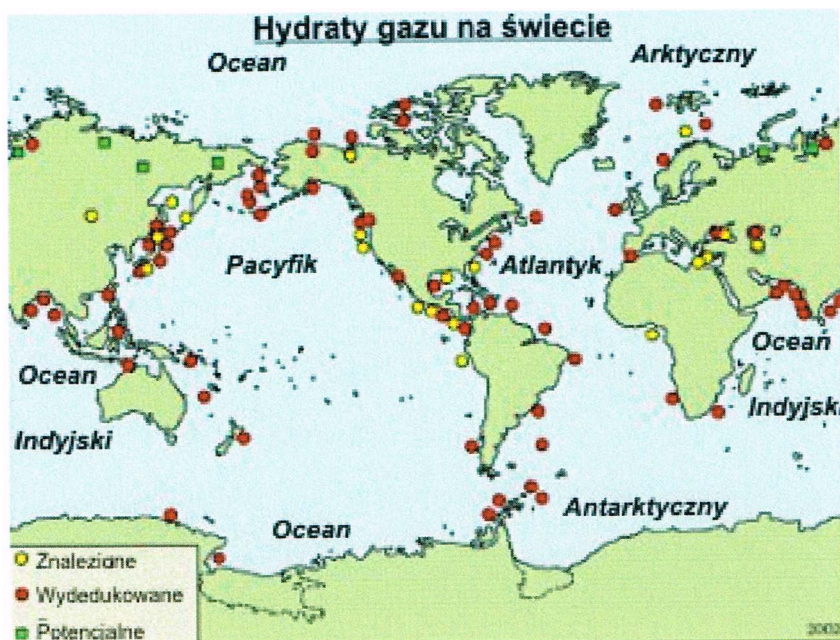 Hydraty gazu na świecie
Ocean Arktyczny
Pacyfik Atlantyk
Ocean Ocean
Indyjski Indyjski
Ocean Antarktyczny
Znalezione
Wydedukowane
Potencjalne